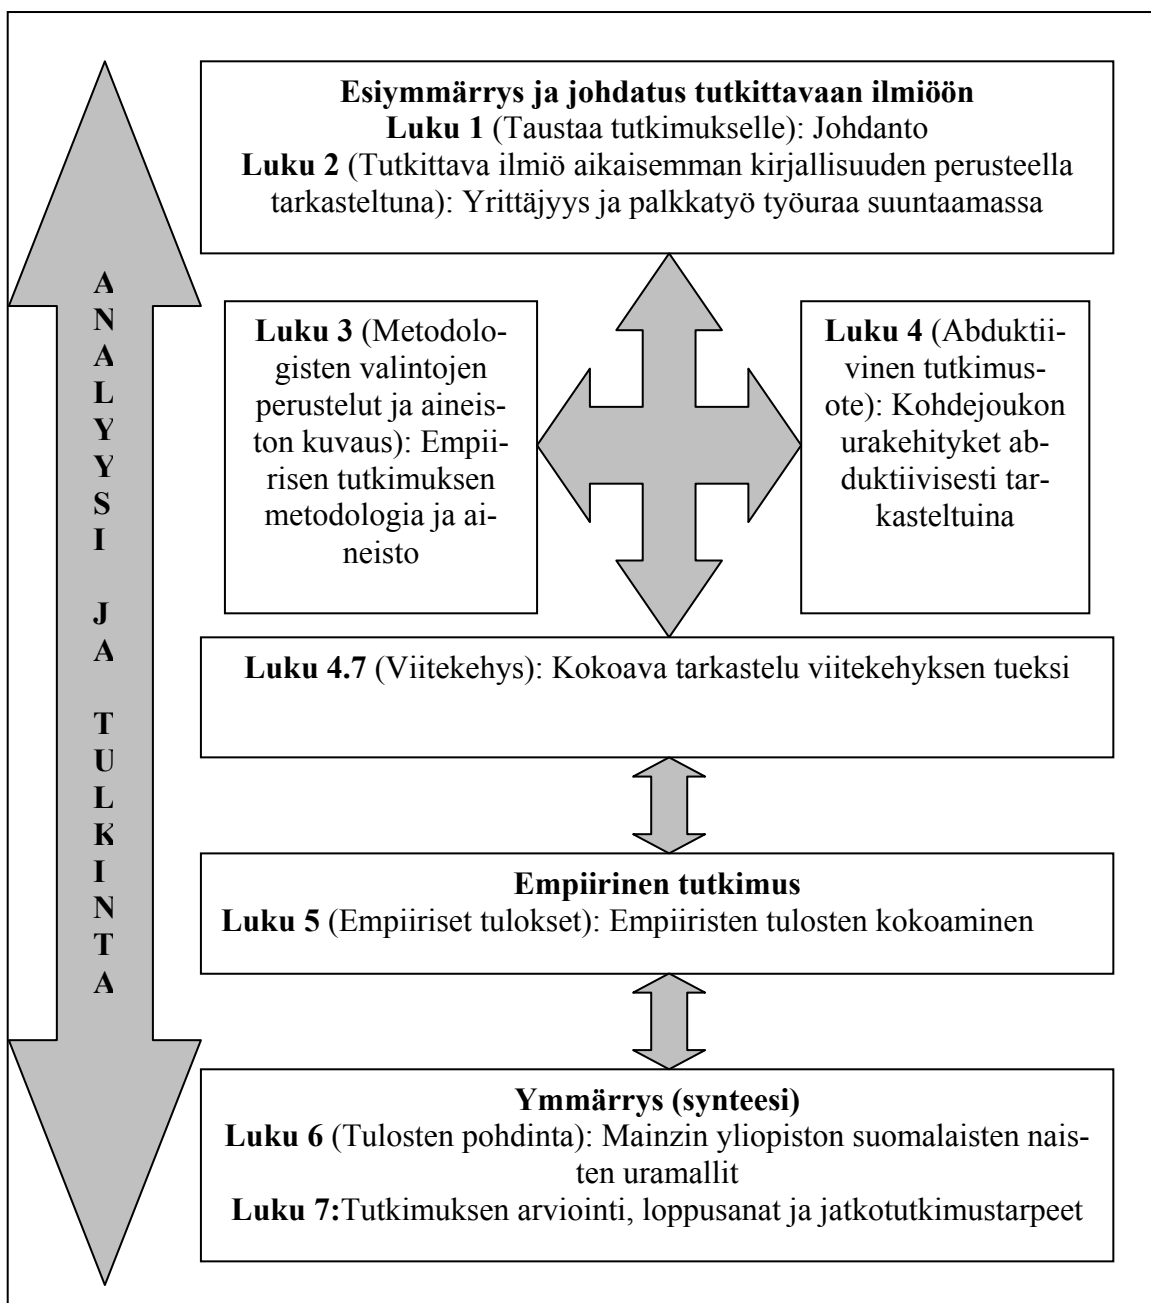 Esiymmärrys ja johdatus tutkittavaan ilmiöön
Luku 1 (Taustaa tutkimukselle): Johdanto
Luku 2 (Tutkittava ilmiö aikaisemman kirjallisuuden perusteella
tarkasteltuna): Yrittäjyys ja palkkatyö työuraa suuntaamassa
A
N
A
L
Y
Y
S
I
J
A
T
U
L
K
I
N
T
A
Luku 3 (Metodolo-
gisten valintojen
perustelut ja aineis-
ton kuvaus): Empii-
risen tutkimuksen
metodologia ja ai-
neisto
Luku 4 (Abduktii-
vinen tutkimus-
ote): Kohdejoukon
urakehitykset ab-
duktiivisesti tar-
kasteltuina
Luku 4.7 (Viitekehys): Kokoava tarkastelu viitekehyksen tueksi
Empiirinen tutkimus
Luku 5 (Empiiriset tulokset): Empiiristen tulosten kokoaminen
Ymmärrys (synteesi)
Luku 6 (Tulosten pohdinta): Mainzin yliopiston suomalaisten nais-
ten uramallit
Luku 7:Tutkimuksen arviointi, loppusanat ja jatkotutkimustarpeet